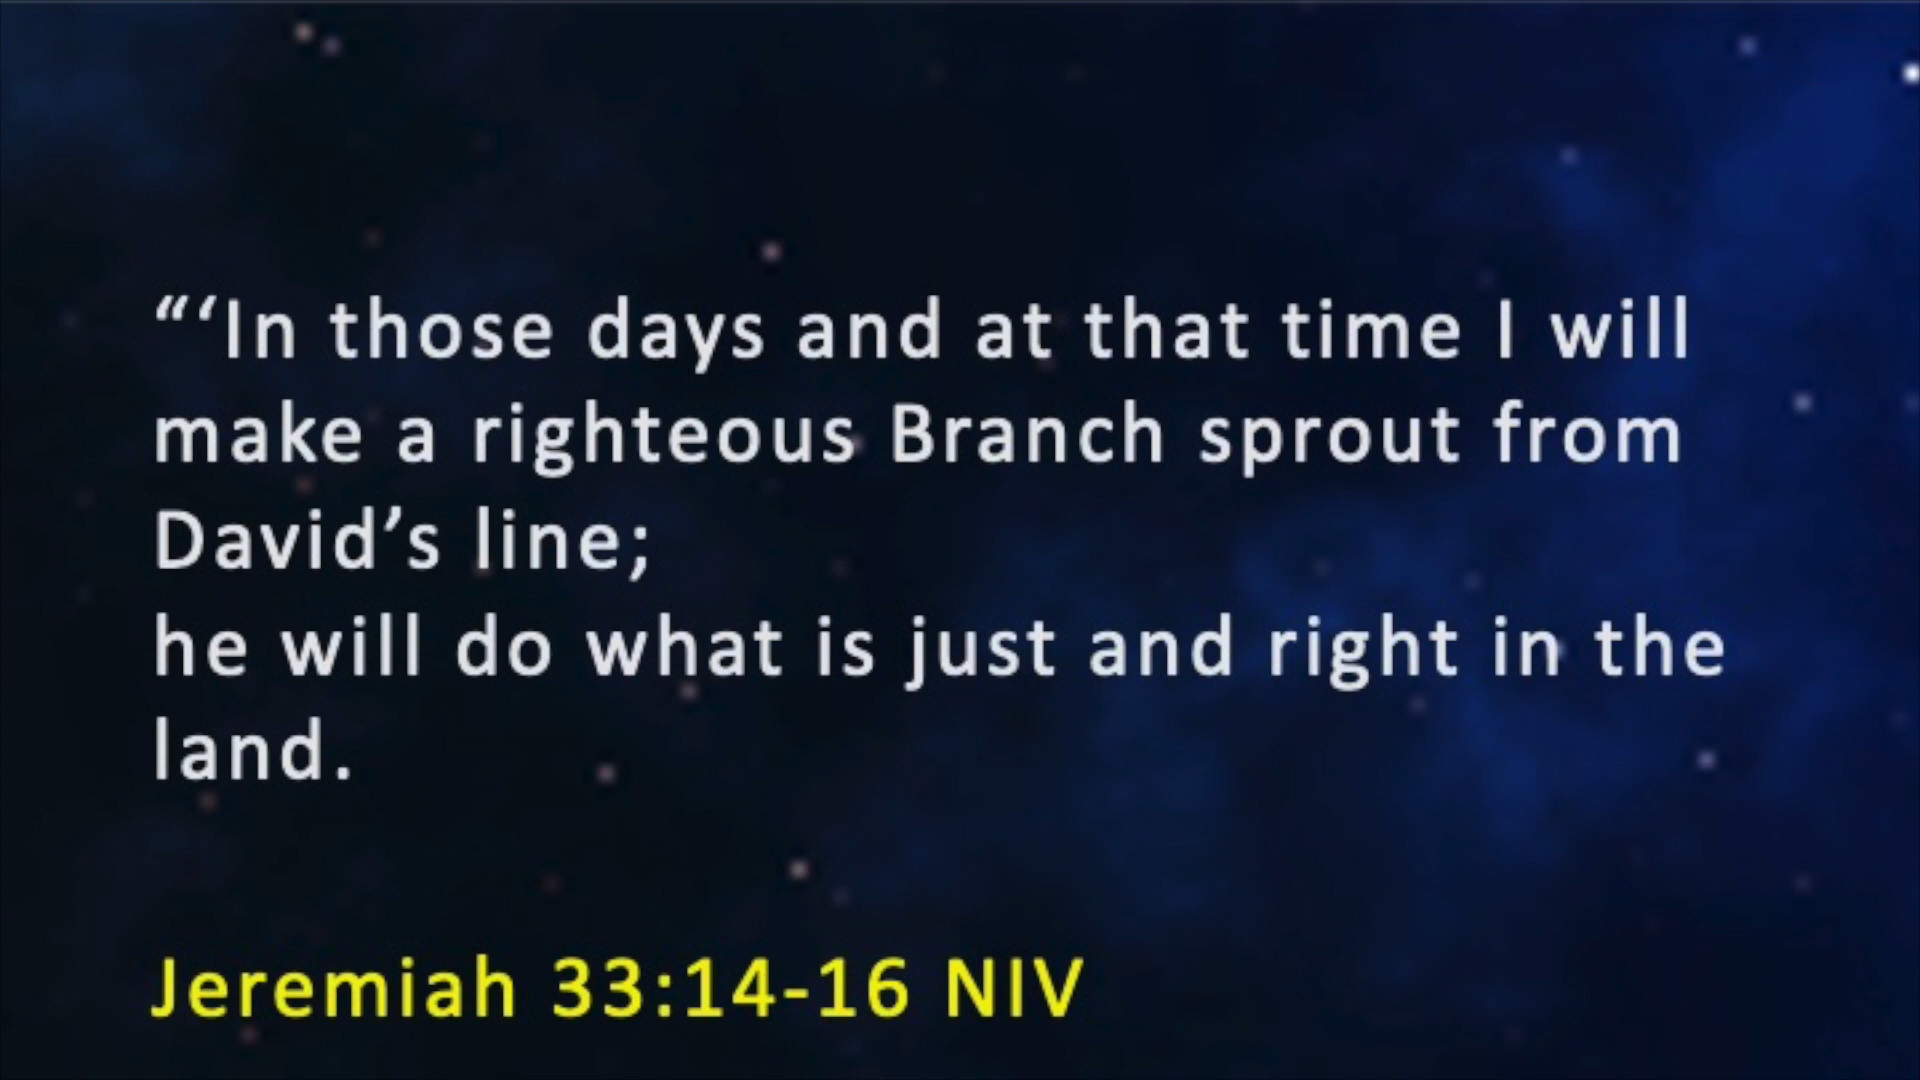 “‘In those days and at that time I will
make a righteous Branch sprout from
David’s line;
he will do what is just and right in the
land.
Jeremiah 33:14-16 NIV